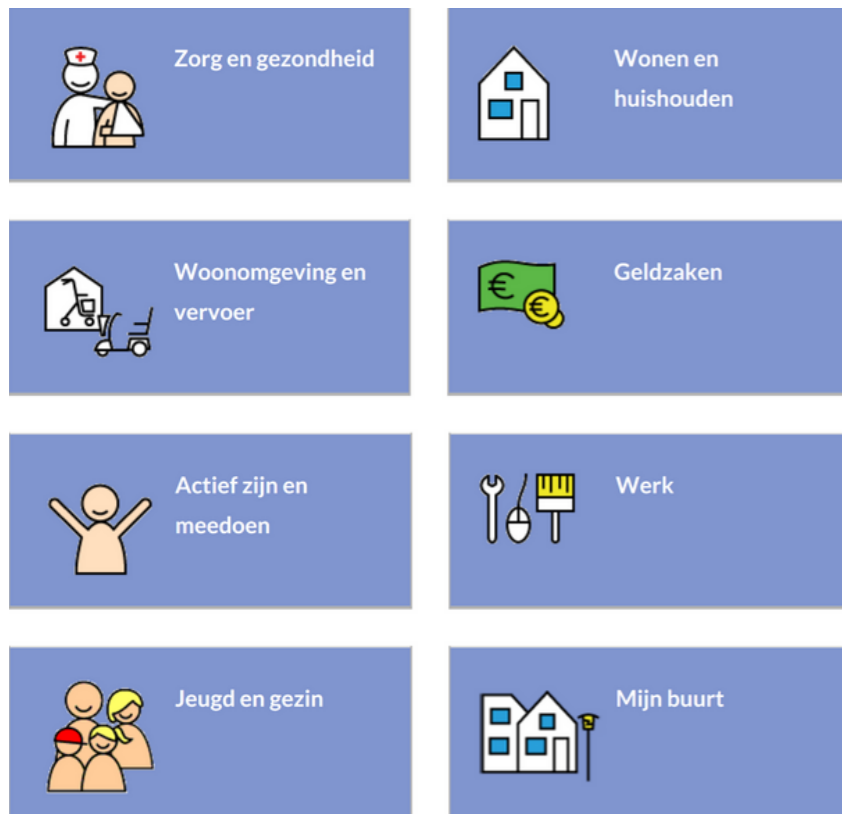 Zorg en gezondheid
Wonen en
huishouden
Woonomgeving en
vervoer
Geldzaken
Actief zijn en
meedoen
Werk
Jeugd en gezin
Mijn buurt